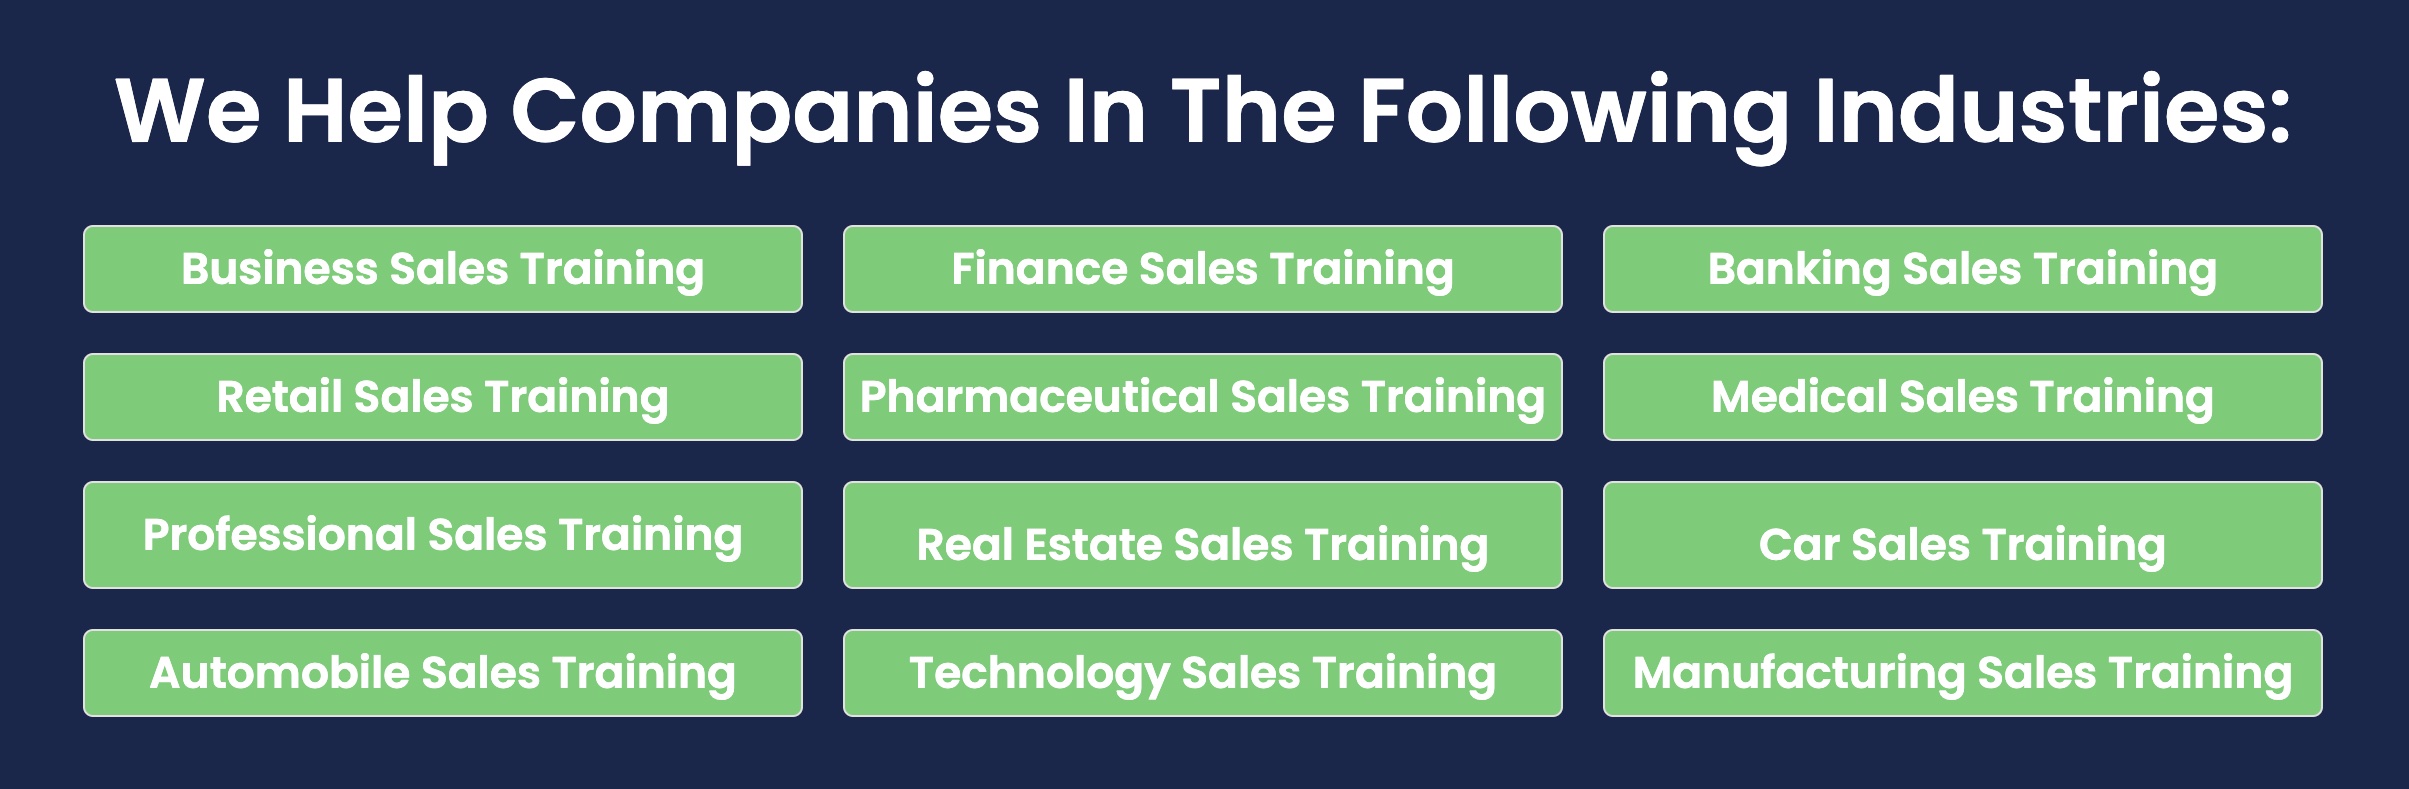 We Help Companies In The Following Industries:
Business Sales Training
Finance Sales Training
Banking Sales Training
Retail Sales Training
Pharmaceutical Sales Training
Medical Sales Training
Professional Sales Training
Real Estate Sales Training
Car Sales Training
Automobile Sales Training
Technology Sales Training
Manufacturing Sales Training